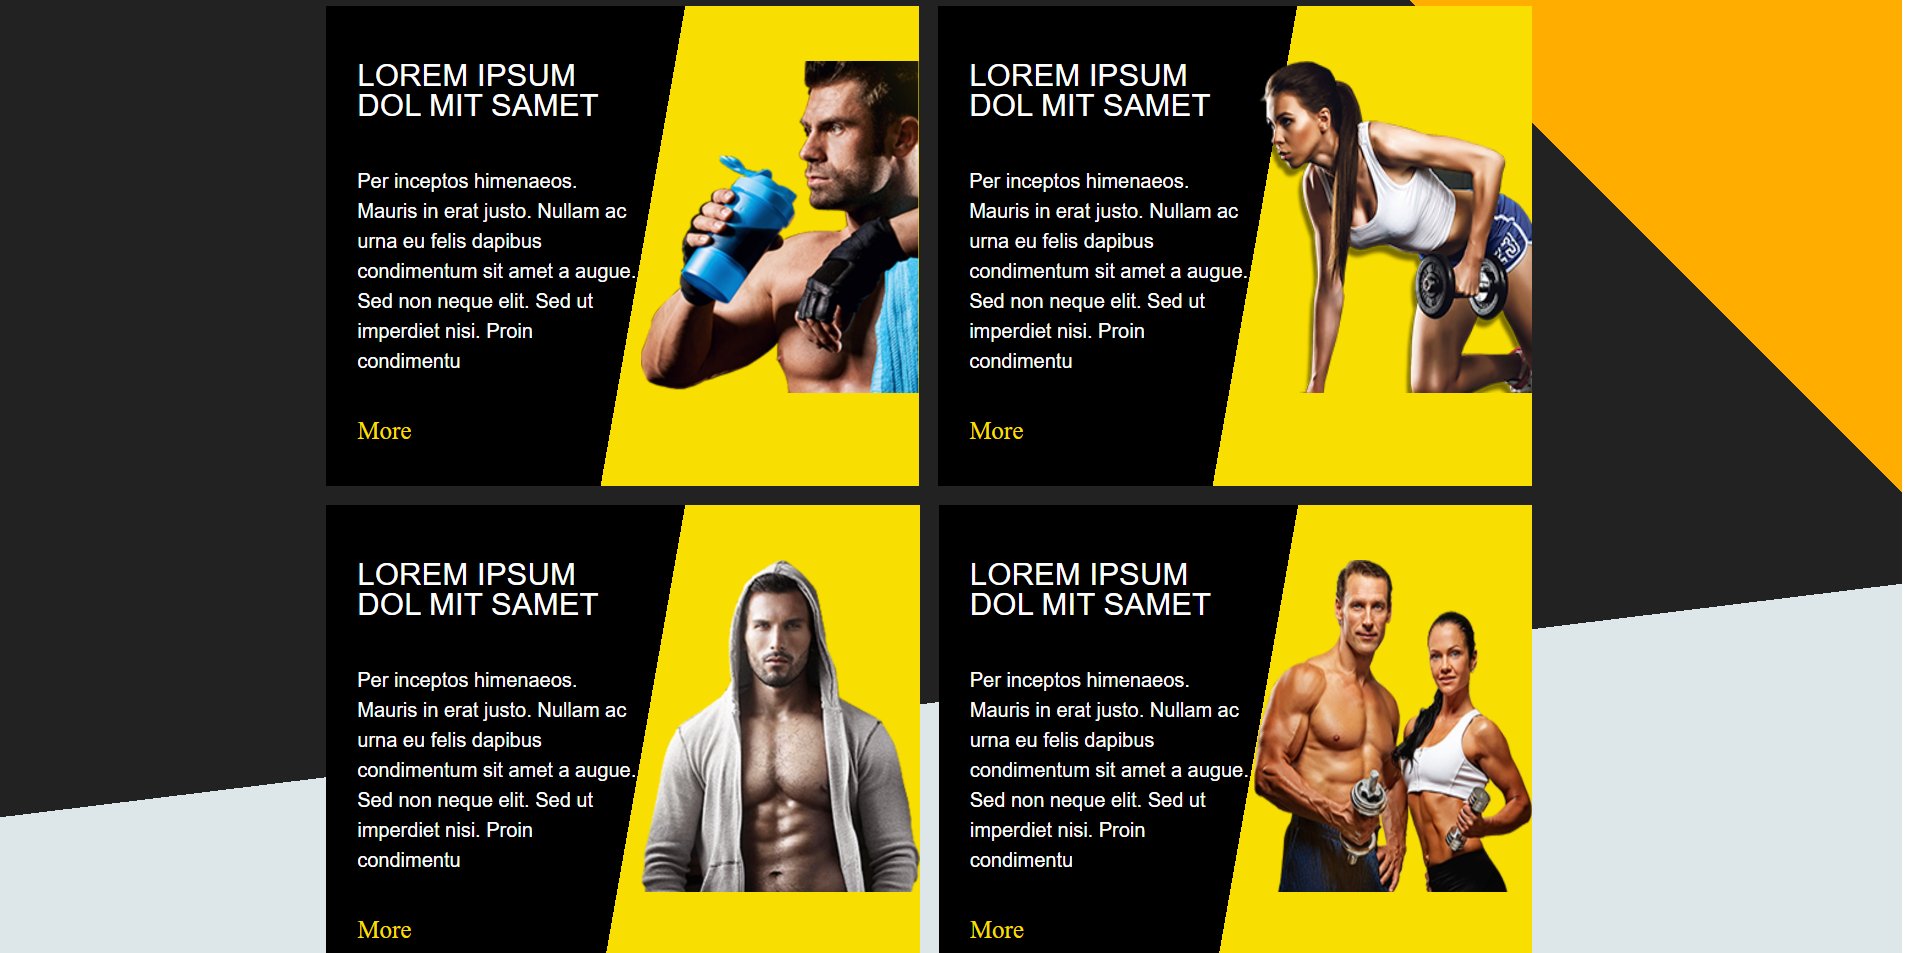 LOREM IPSUM
DOL MIT SAMET
Per inceptos himenaeos.
Mauris in erat justo. Nullam ac
urna eu felis dapibus
condimentum sit amet a augue.
Sed non neque elit. Sed ut
imperdiet nisi. Proin
condimentu
More
LOREM IPSUM
DOL MIT SAMET
Per inceptos himenaeos.
Mauris in erat justo. Nullam ac
urna eu felis dapibus
condimentum sit amet a augue.
Sed non neque elit. Sed ut
imperdiet nisi. Proin
condimentu
More
LOREM IPSUM
DOL MIT SAMET
Per inceptos himenaeos.
Mauris in erat justo. Nullam ac
urna eu felis dapibus
condimentum sit amet a augue.
Sed non neque elit. Sed ut
imperdiet nisi. Proin
condimentu
More
LOREM IPSUM
DOL MIT SAMET
Per inceptos himenaeos.
Mauris in erat justo. Nullam ac
urna eu felis dapibus
condimentum sit amet a augue.
Sed non neque elit. Sed ut
imperdiet nisi. Proin
condimentu
More